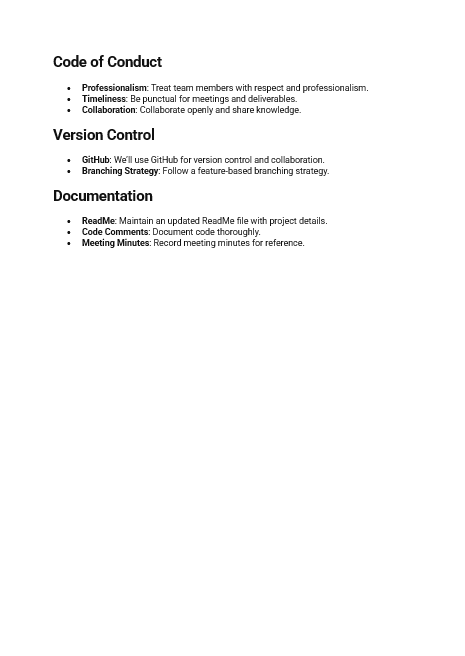 Code of Conduct
• Professionalism: Treat team members with respect and professionalism.
• Timeliness: Be punctual for meetings and deliverables.
• Collaboration: Collaborate openly and share knowledge.
Version Control
• GitHub: We'll use GitHub for version control and collaboration.
• Branching Strategy: Follow a feature-based branching strategy.
Documentation
• ReadMe: Maintain an updated ReadMe file with project details.
• Code Comments: Document code thoroughly.
• Meeting Minutes: Record meeting minutes for reference.